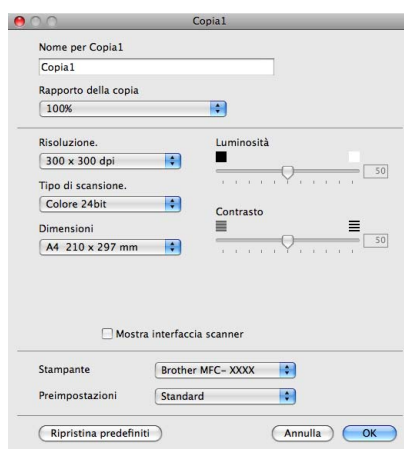 Copia1
Nome per Copia1
Copia1
Rapporto della copia
100%
Risoluzione.
300 x 300 dpi
Tipo di scansione.
Colore 24bit
Dimensioni
A4 210 x 297 mm
Luminosità
50
Contrasto
50
Mostra interfaccia scanner
Stampante
Brother MFC- XXXX
Preimpostazioni
Standard
Ripristina predefiniti
Annulla
OK